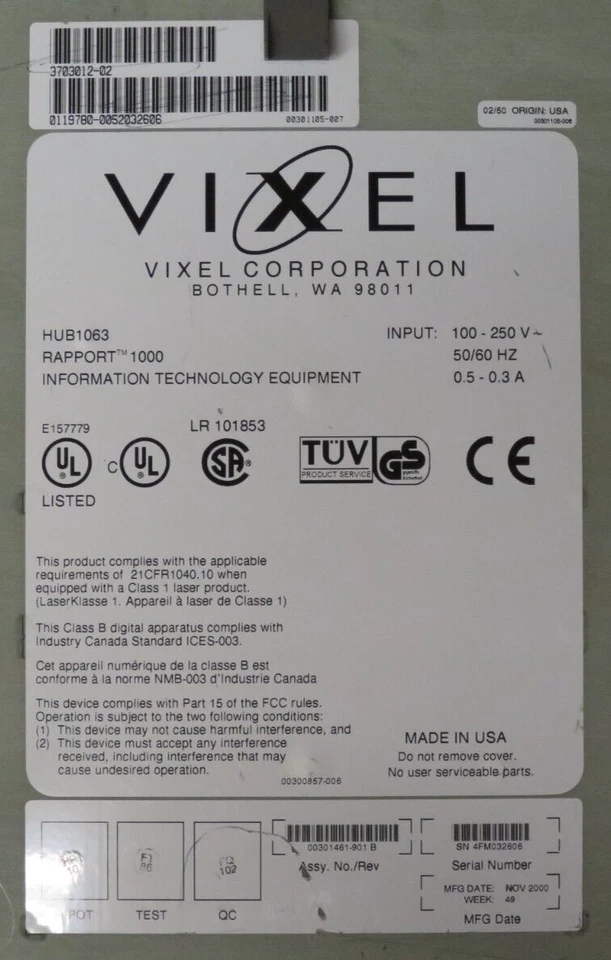 3703012-02
0119780-0052032606
00301105-007
02/50 ORIGIN: USA
00301105-006
VIXEL
VIXEL CORPORATION
BOTHELL, WA 98011
HUB1063
RAPPORT™ 1000
INFORMATION TECHNOLOGY EQUIPMENT
INPUT: 100 - 250 V~
50/60 HZ
0.5 - 0.3 A
E157779
LR 101853
UL
C UL
SA
TÜV
PRODUCT SERVICE
GS
CE
LISTED
This product complies with the applicable
requirements of 21CFR1040.10 when
equipped with a Class 1 laser product.
(LaserKlasse 1. Appareil à laser de Classe 1)
This Class B digital apparatus complies with
Industry Canada Standard ICES-003.
Cet appareil numérique de la classe B est
conforme à la norme NMB-003 d'Industrie Canada
This device complies with Part 15 of the FCC rules.
Operation is subject to the two following conditions:
(1) This device may not cause harmful interference, and
(2) This device must accept any interference
received, including interference that may
cause undesired operation.
00300857-006
MADE IN USA
Do not remove cover.
No user serviceable parts.
102
TEST
QC
00301461-901 B
Assy. No./Rev
SN 4FM032606
Serial Number
MFG DATE: NOV 2000
WEEK: 49
MFG Date